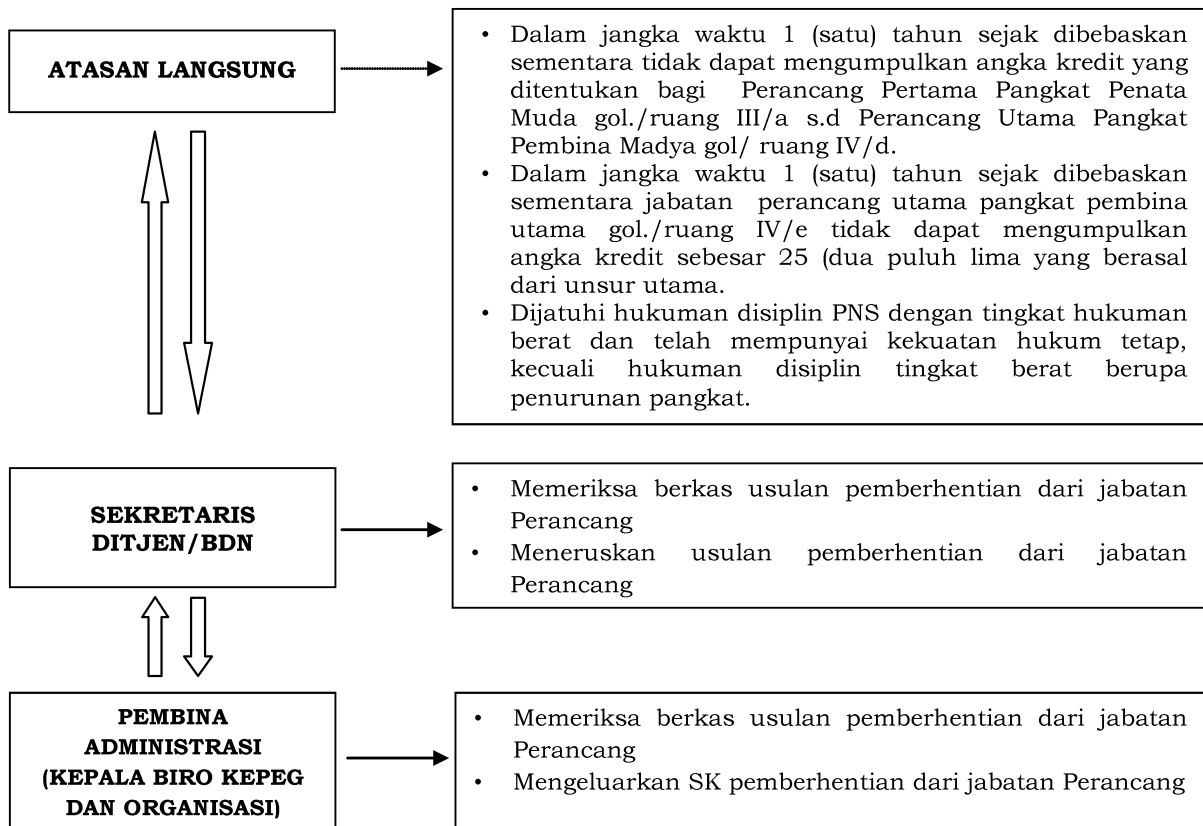 ATASAN LANGSUNG
• Dalam jangka waktu 1 (satu) tahun sejak dibebaskan
sementara tidak dapat mengumpulkan angka kredit yang
ditentukan bagi Perancang Pertama Pangkat Penata
Muda gol./ruang III/a s.d Perancang Utama Pangkat
Pembina Madya gol/ ruang IV/d.
• Dalam jangka waktu 1 (satu) tahun sejak dibebaskan
sementara jabatan perancang utama pangkat pembina
utama gol./ruang IV/e tidak dapat mengumpulkan
angka kredit sebesar 25 (dua puluh lima yang berasal
dari unsur utama.
• Dijatuhi hukuman disiplin PNS dengan tingkat hukuman
berat dan telah mempunyai kekuatan hukum tetap,
kecuali hukuman disiplin tingkat berat berupa
penurunan pangkat.
SEKRETARIS
DITJEN/BDN
• Memeriksa berkas usulan pemberhentian dari jabatan
Perancang
• Meneruskan usulan pemberhentian dari jabatan
Perancang
PEMBINA
ADMINISTRASI
(KEPALA BIRO KEPEG
DAN ORGANISASI)
• Memeriksa berkas usulan pemberhentian dari jabatan
Perancang
• Mengeluarkan SK pemberhentian dari jabatan Perancang